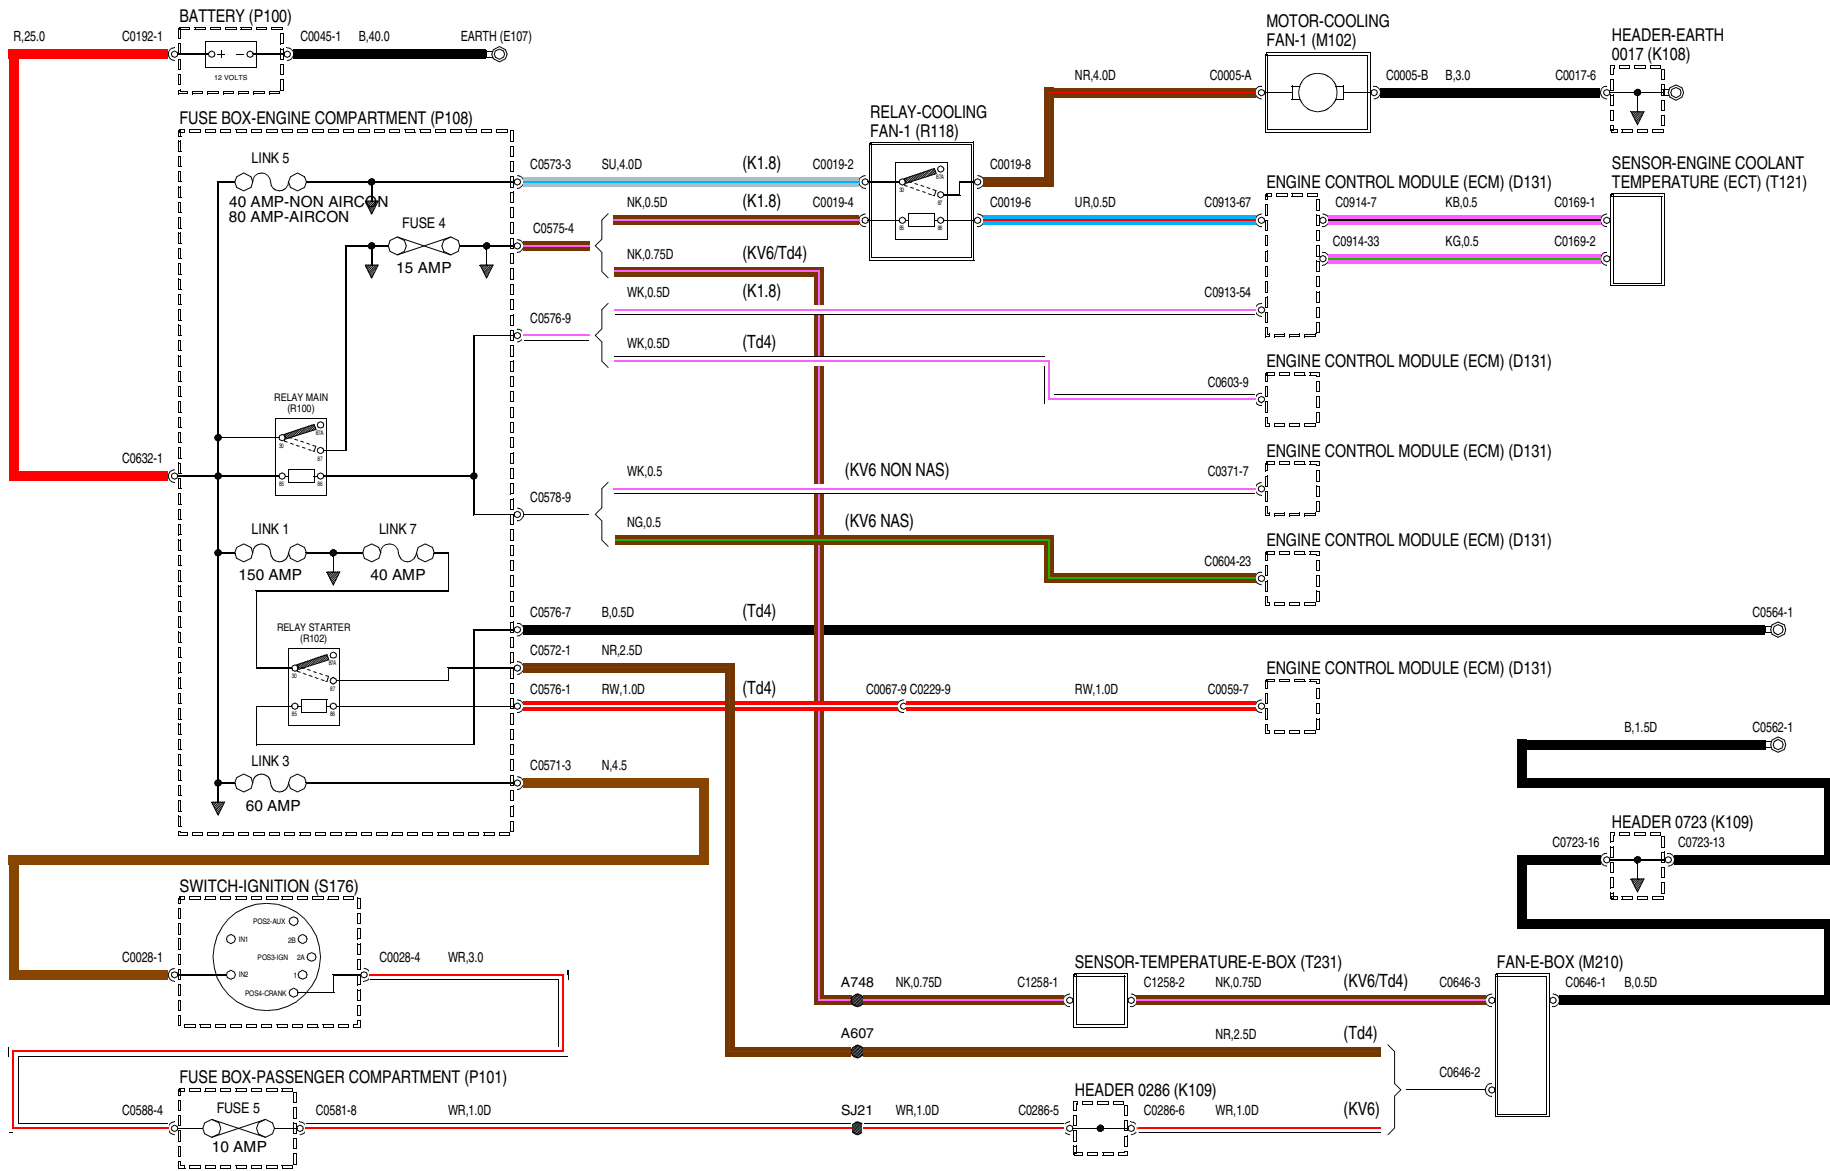 BATTERY (P100)
R,25.0
C0192-1
+ -
12 VOLTS
C0045-1
B,40.0
EARTH (E107)
MOTOR-COOLING
FAN-1 (M102)
NR,4.0D
C0005-A
C0005-B
B,3.0
C0017-6
HEADER-EARTH
0017 (K108)
FUSE BOX-ENGINE COMPARTMENT (P108)
RELAY-COOLING
FAN-1 (R118)
LINK 5
40 AMP-NON AIRCON
80 AMP-AIRCON
C0573-3
SU,4.0D
(K1.8)
C0019-2
30
87A
87
85
86
C0019-8
SENSOR-ENGINE COOLANT
TEMPERATURE (ECT) (T121)
ENGINE CONTROL MODULE (ECM) (D131)
NK,0.5D
(K1.8)
C0019-4
C0019-6
UR,0.5D
C0913-67
C0914-7
KB,0.5
C0169-1
C0914-33
KG,0.5
C0169-2
FUSE 4
15 AMP
C0575-4
NK,0.75D
(KV6/Td4)
WK,0.5D
(K1.8)
C0913-54
C0576-9
WK,0.5D
(Td4)
ENGINE CONTROL MODULE (ECM) (D131)
C0603-9
RELAY MAIN
(R100)
30
87A
87
85
86
C0632-1
C0578-9
WK,0.5
(KV6 NON NAS)
C0371-7
ENGINE CONTROL MODULE (ECM) (D131)
NG,0.5
(KV6 NAS)
C0604-23
ENGINE CONTROL MODULE (ECM) (D131)
LINK 1
150 AMP
LINK 7
40 AMP
C0576-7
B,0.5D
(Td4)
C0564-1
RELAY STARTER
(R102)
30
87A
87
85
86
C0572-1
NR,2.5D
C0576-1
RW,1.0D
(Td4)
C0067-9 C0229-9
RW,1.0D
C0059-7
ENGINE CONTROL MODULE (ECM) (D131)
LINK 3
60 AMP
C0571-3
N,4.5
B,1.5D
C0562-1
HEADER 0723 (K109)
C0723-16
C0723-13
SWITCH-IGNITION (S176)
POS2-AUX
IN1
2B
POS3-IGN
2A
IN2
1
POS4-CRANK
C0028-1
C0028-4
WR,3.0
A748
NK,0.75D
C1258-1
SENSOR-TEMPERATURE-E-BOX (T231)
C1258-2
NK,0.75D
(KV6/Td4)
C0646-3
FAN-E-BOX (M210)
C0646-1
B,0.5D
A607
NR,2.5D
(Td4)
C0646-2
FUSE BOX-PASSENGER COMPARTMENT (P101)
C0588-4
FUSE 5
10 AMP
C0581-8
WR,1.0D
SJ21
WR,1.0D
C0286-5
HEADER 0286 (K109)
C0286-6
WR,1.0D
(KV6)